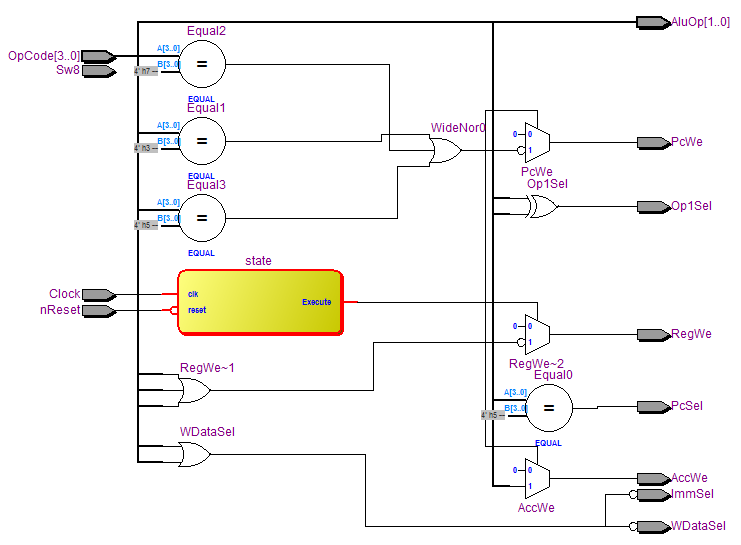 AluOp[1..0]
Equal2
OpCode[3..0]
Sw8
A[3..0]
B[3..0]
4' h7
=
EQUAL
Equal1
A[3..0]
B[3..0]
4' h3
=
EQUAL
WideNor0
0
0
1
PcWe
PcWe
Equal3
A[3..0]
B[3..0]
4' h5
=
EQUAL
Op1Sel
Op1Sel
state
Clock
nReset
clk
reset
Execute
0
0
1
RegWe~2
RegWe
RegWe~1
Equal0
A[3..0]
B[3..0]
4' h5
=
EQUAL
PcSel
WDataSel
0
0
1
AccWe
AccWe
ImmSel
WDataSel